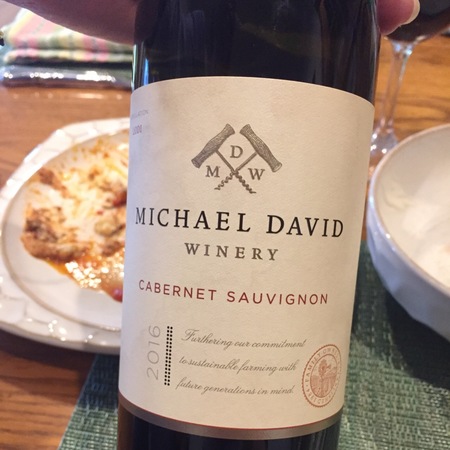 D
M W
MICHAEL DAVID
WINERY
CABERNET SAUVIGNON
2016
Furthering our commitment
to sustainable farming with
future generations in mind.